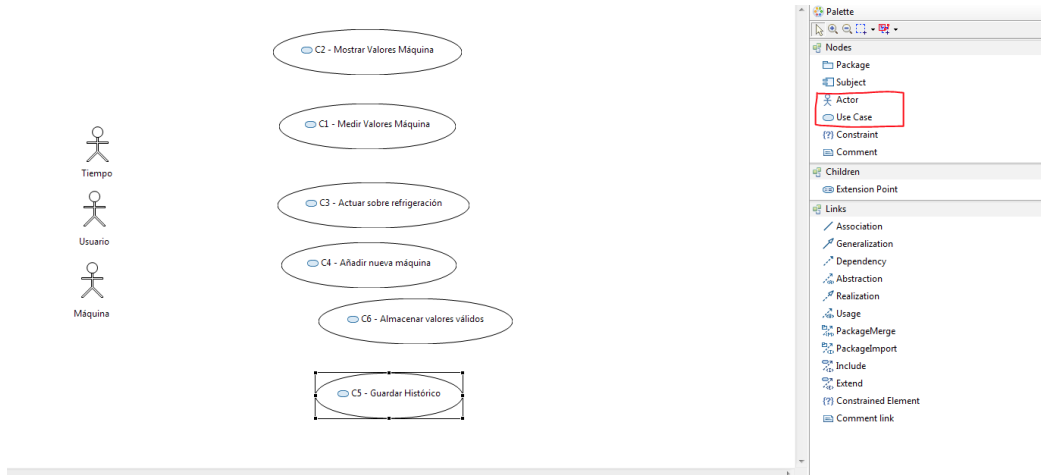 C2 - Mostrar Valores Máquina
C1 - Medir Valores Máquina
Tiempo
C3 - Actuar sobre refrigeración
Usuario
C4 - Añadir nueva máquina
Máquina
C6 - Almacenar valores válidos
C5 - Guardar Histórico
Palette
Nodes
Package
Subject
Actor
Use Case
{?} Constraint
Comment
Children
Extension Point
Links
Association
Generalization
Dependency
Abstraction
Realization
Usage
PackageMerge
PackageImport
Include
Extend
{?} Constrained Element
Comment link